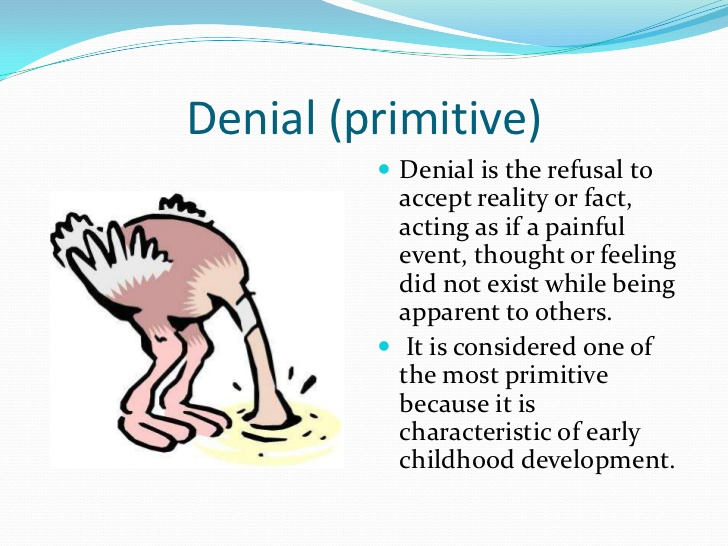 Denial (primitive)
• Denial is the refusal to
accept reality or fact,
acting as if a painful
event, thought or feeling
did not exist while being
apparent to others.
• It is considered one of
the most primitive
because it is
characteristic of early
childhood development.